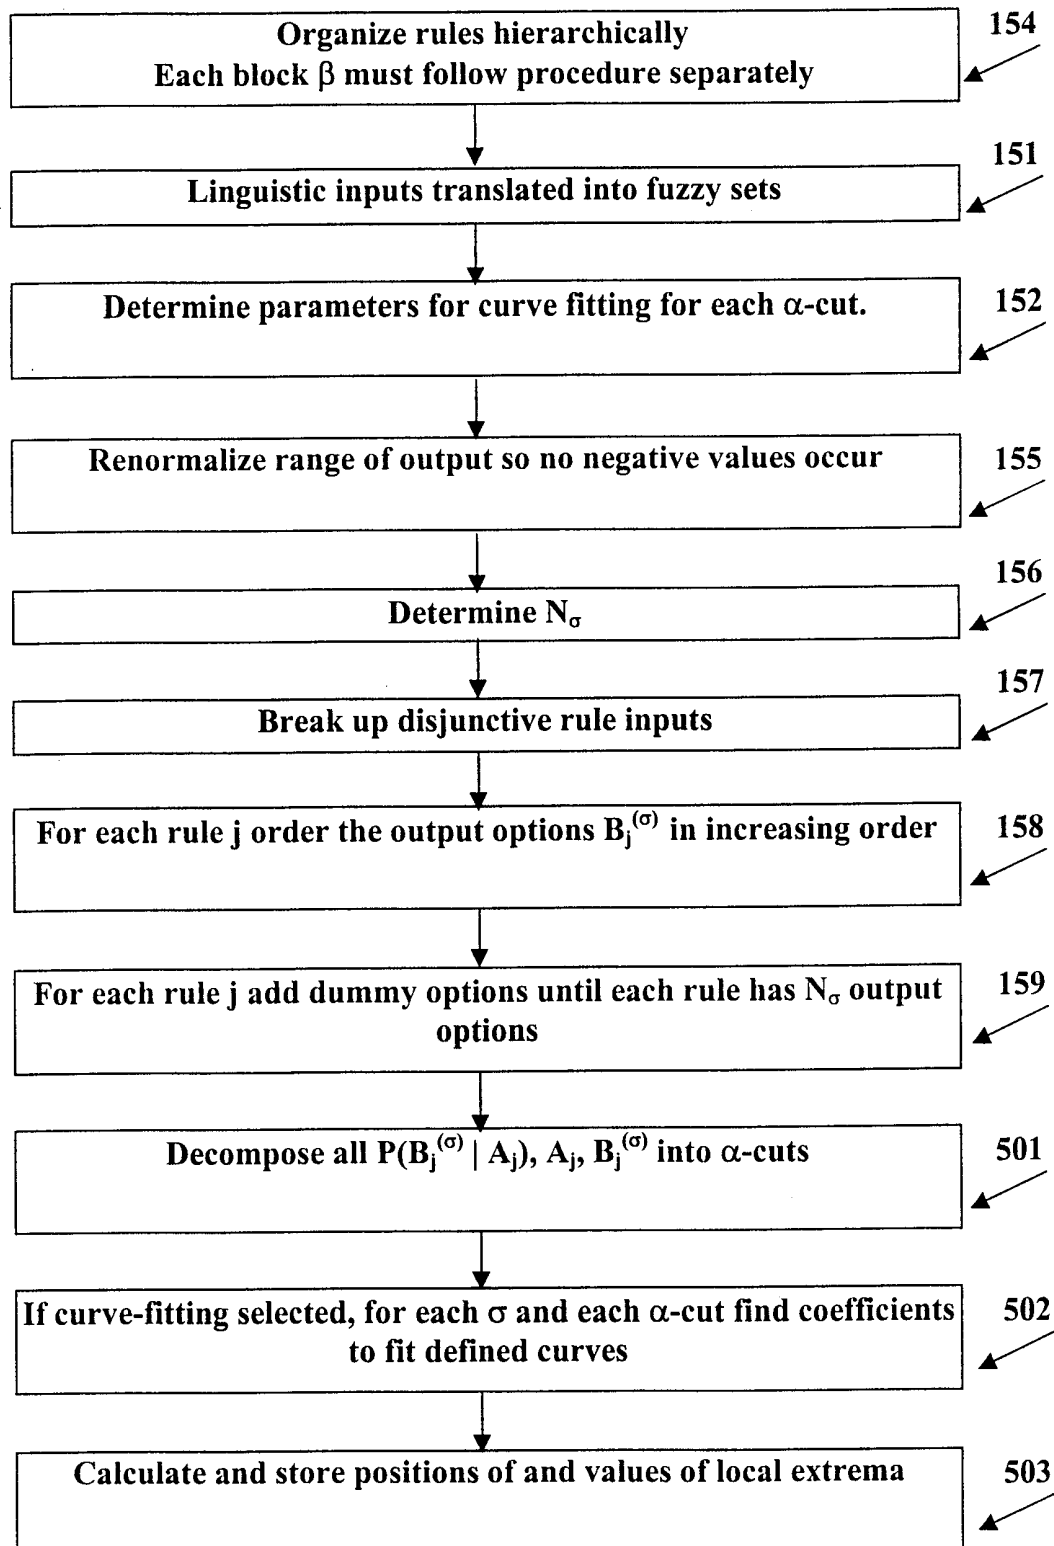 Organize rules hierarchically
154
Each block β must follow procedure separately
151
Linguistic inputs translated into fuzzy sets
Determine parameters for curve fitting for each α-cut.
152
Renormalize range of output so no negative values occur
155
156
Determine N_σ
157
Break up disjunctive rule inputs
For each rule j order the output options B_j^(σ) in increasing order
158
For each rule j add dummy options until each rule has N_σ output
159
options
Decompose all P(B_j^(σ) | A_j), A_j, B_j^(σ) into α-cuts
501
If curve-fitting selected, for each σ and each α-cut find coefficients
502
to fit defined curves
Calculate and store positions of and values of local extrema
503